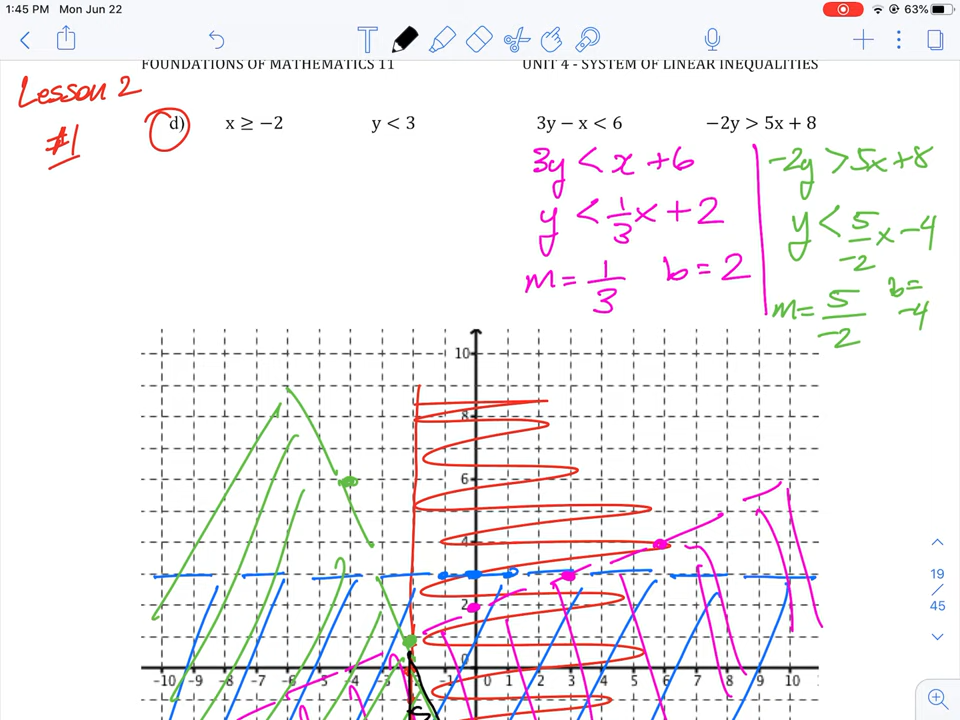 1:45 PM Mon Jun 22 63%
T
FOUNDATIONS OF MATHEMATICS 11 UNIT 4 - SYSTEM OF LINEAR INEQUALITIES
Lesson 2
#1
d) x ≥ −2 y < 3 3y − x < 6 −2y > 5x + 8
3y < x + 6
y < 1/3 x + 2
m = 1/3 b = 2
-2y > 5x + 8
y < 5/-2 x - 4
m = 5/-2 b = -4
10
8
6
4
2
0
-10 -9 -8 -7 -6 -5 -4 -3 -2 -1 0 1 2 3 4 5 6 7 8 9 10
19
/
45